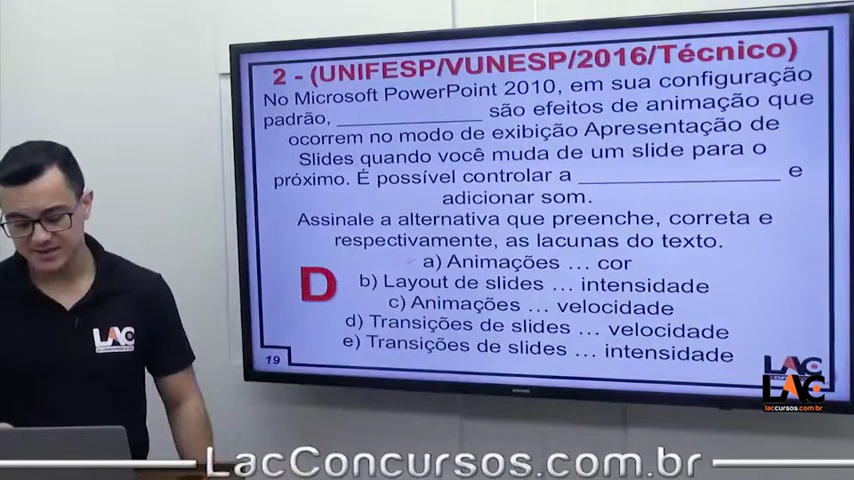 2 - (UNIFESP/VUNESP/2016/Técnico)
No Microsoft PowerPoint 2010, em sua configuração
padrão, ______________ são efeitos de animação que
ocorrem no modo de exibição Apresentação de
Slides quando você muda de um slide para o
próximo. É possível controlar a ___________________ e
adicionar som.
Assinale a alternativa que preenche, correta e
respectivamente, as lacunas do texto.
a) Animações ... cor
b) Layout de slides ... intensidade
c) Animações ... velocidade
d) Transições de slides ... velocidade
e) Transições de slides ... intensidade
D
19
LAC
LAC
laccursos.com.br
LAC
LacConcursos.com.br